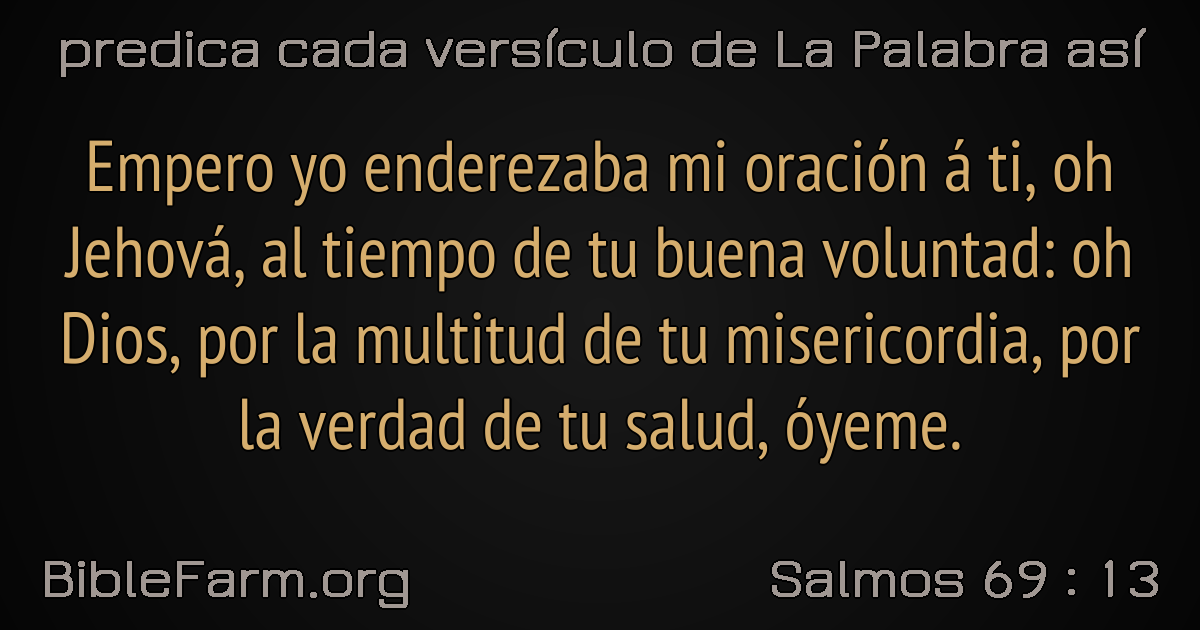 predica cada versículo de La Palabra así
Empero yo enderezaba mi oración á ti, oh
Jehová, al tiempo de tu buena voluntad: oh
Dios, por la multitud de tu misericordia, por
la verdad de tu salud, óyeme.
BibleFarm.org
Salmos 69 : 13